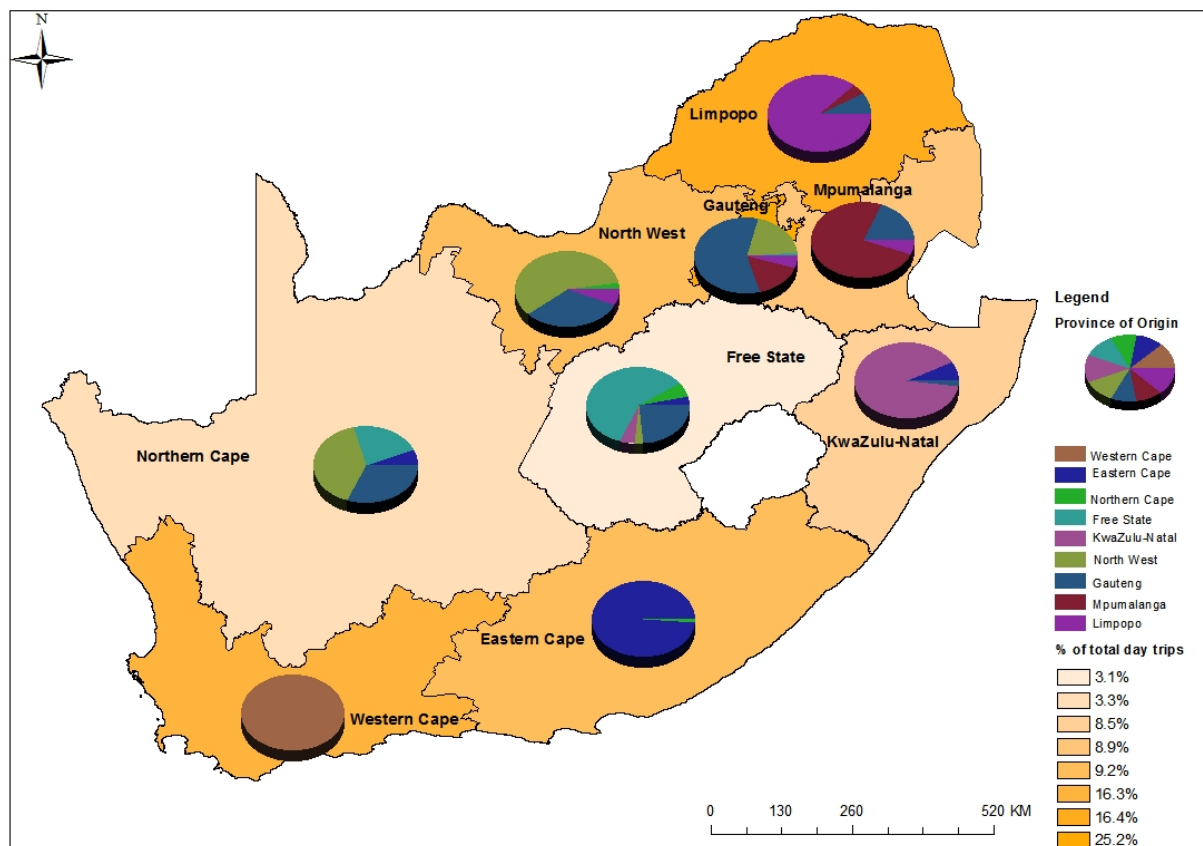 N
Limpopo
Mpumalanga
Gauteng
North West
Free State
KwaZulu-Natal
Northern Cape
Eastern Cape
Western Cape
0 130 260 520 KM
Legend
Province of Origin
Western Cape
Eastern Cape
Northern Cape
Free State
KwaZulu-Natal
North West
Gauteng
Mpumalanga
Limpopo
% of total day trips
3.1%
3.3%
8.5%
8.9%
9.2%
16.3%
16.4%
25.2%